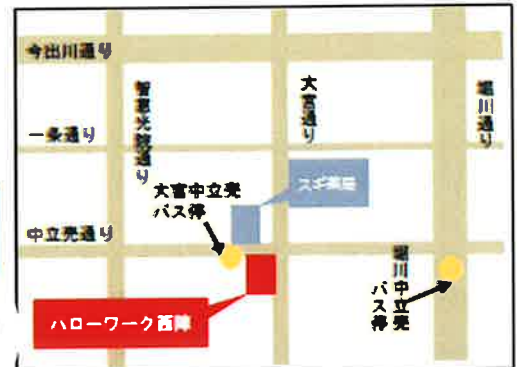 今出川通り
智恵光院通り
大宮通り
堀川通り
一条通り
スギ薬局
大宮中立売
バス停
中立売通り
堀川中立売
バス停
ハローワーク西陣